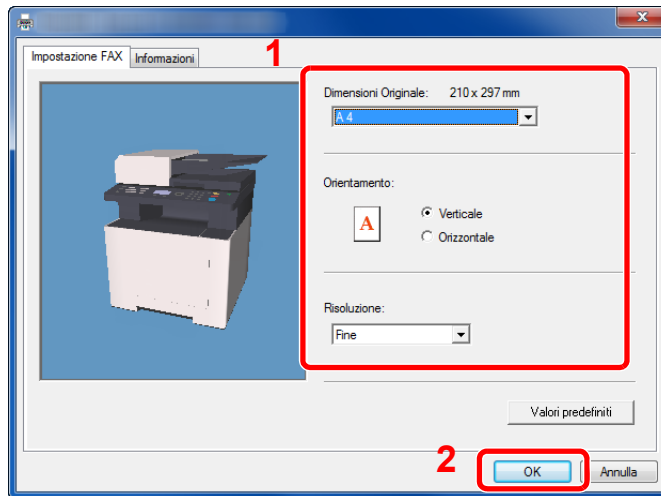 Impostazione FAX
Informazioni
1
Dimensioni Originale: 210 x 297 mm
A4
Orientamento:
A
Verticale
Orizzontale
Risoluzione:
Fine
Valori predefiniti
2
OK
Annulla